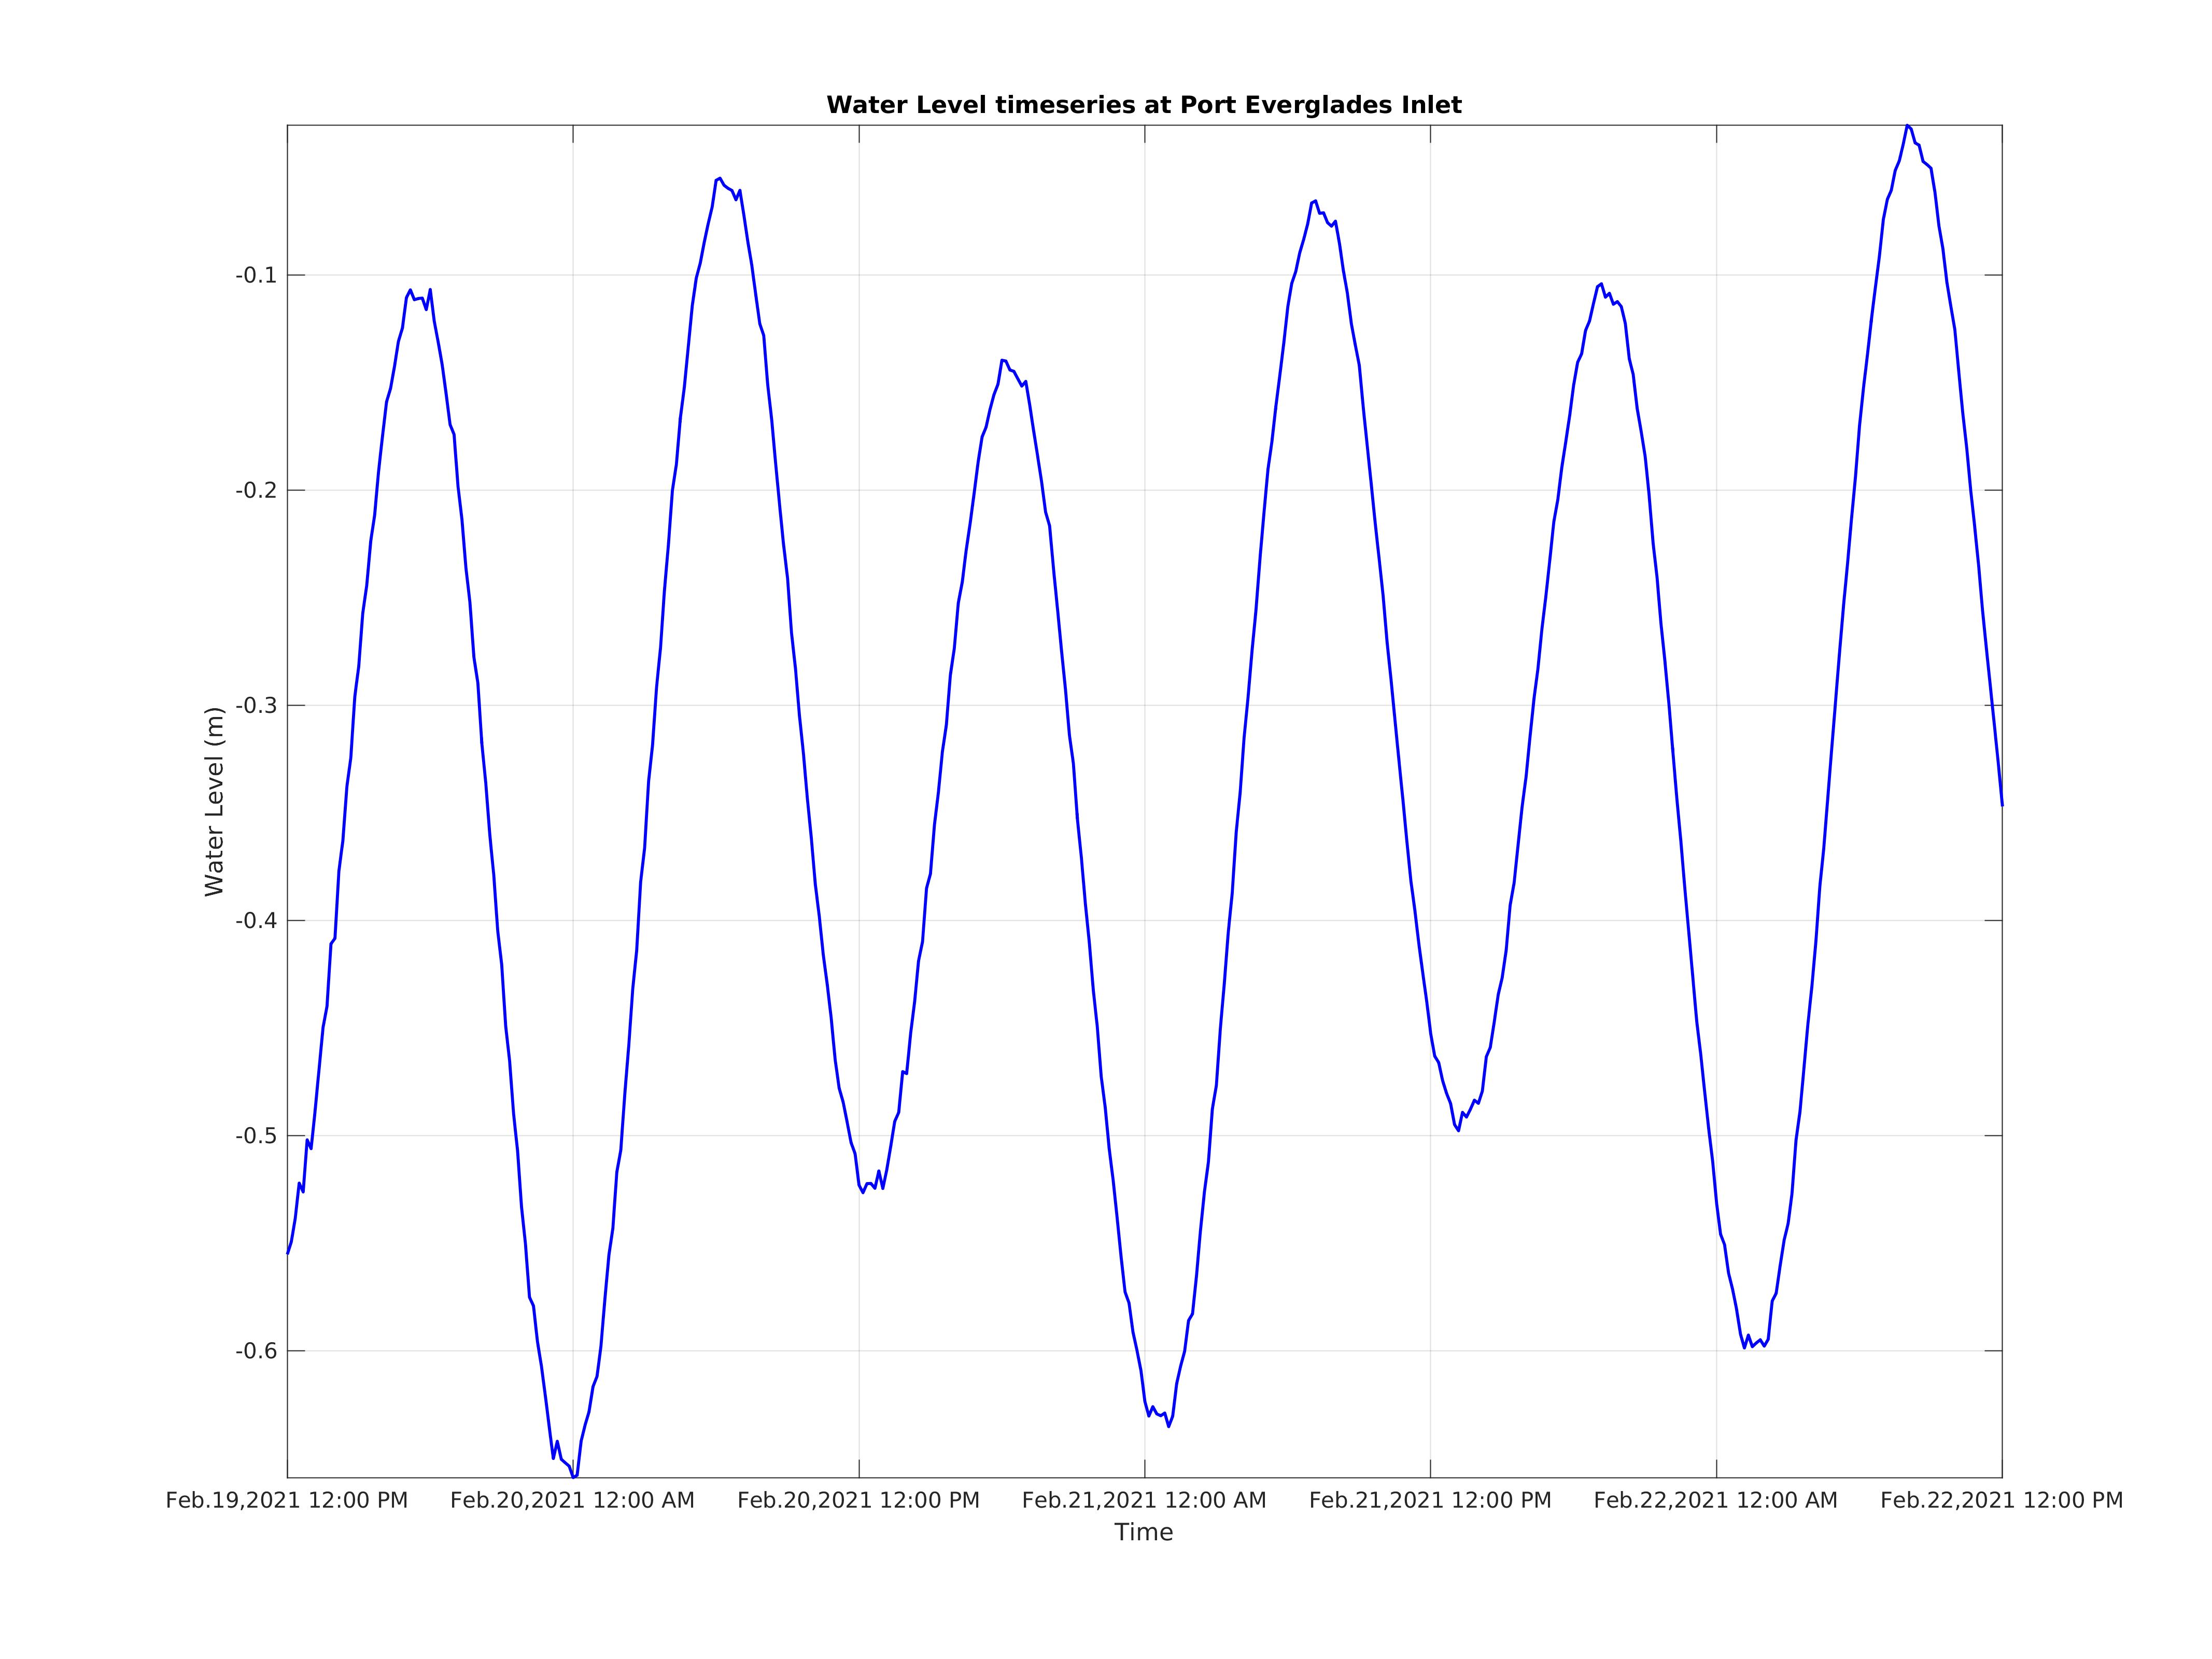 Water Level timeseries at Port Everglades Inlet
-0.1
-0.2
-0.3
-0.4
-0.5
-0.6
Water Level (m)
Feb.19,2021 12:00 PM
Feb.20,2021 12:00 AM
Feb.20,2021 12:00 PM
Feb.21,2021 12:00 AM
Feb.21,2021 12:00 PM
Feb.22,2021 12:00 AM
Feb.22,2021 12:00 PM
Time